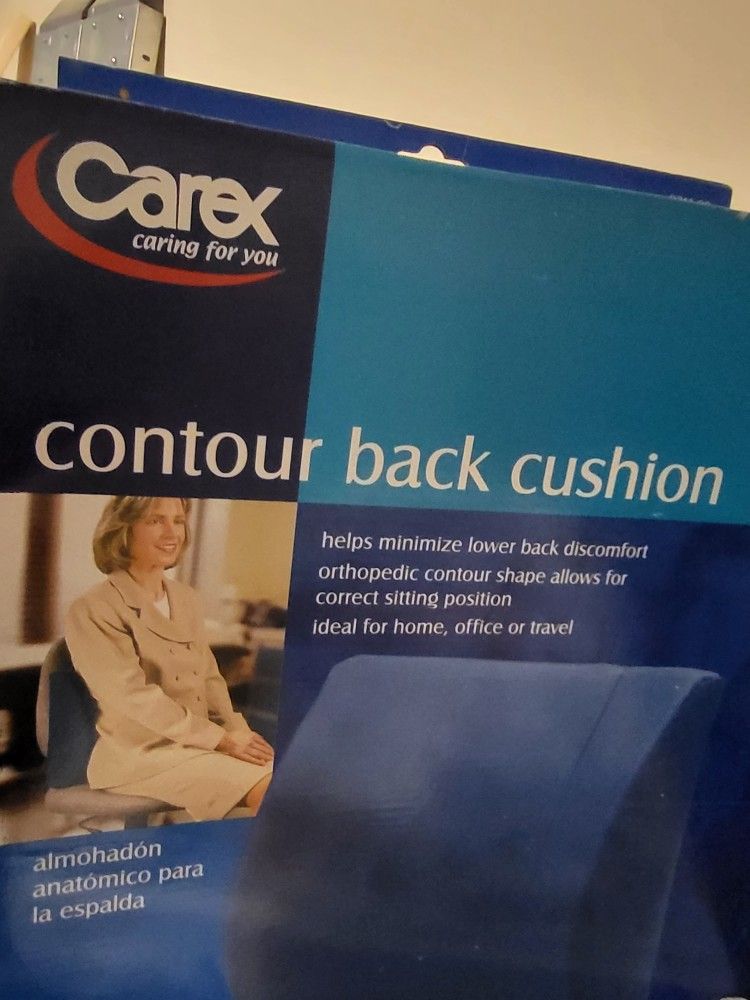 Carex
caring for you
contour back cushion
helps minimize lower back discomfort
orthopedic contour shape allows for
correct sitting position
ideal for home, office or travel
almohadón
anatómico para
la espalda